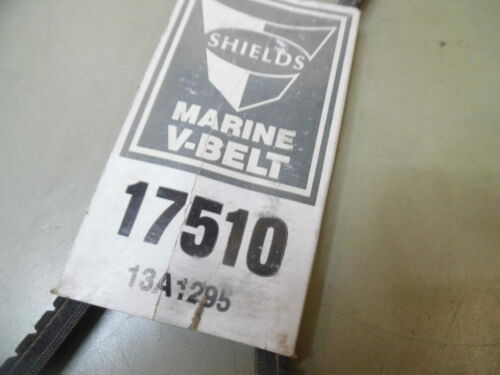 SHIELDS
MARINE
V-BELT
17510
13A1295